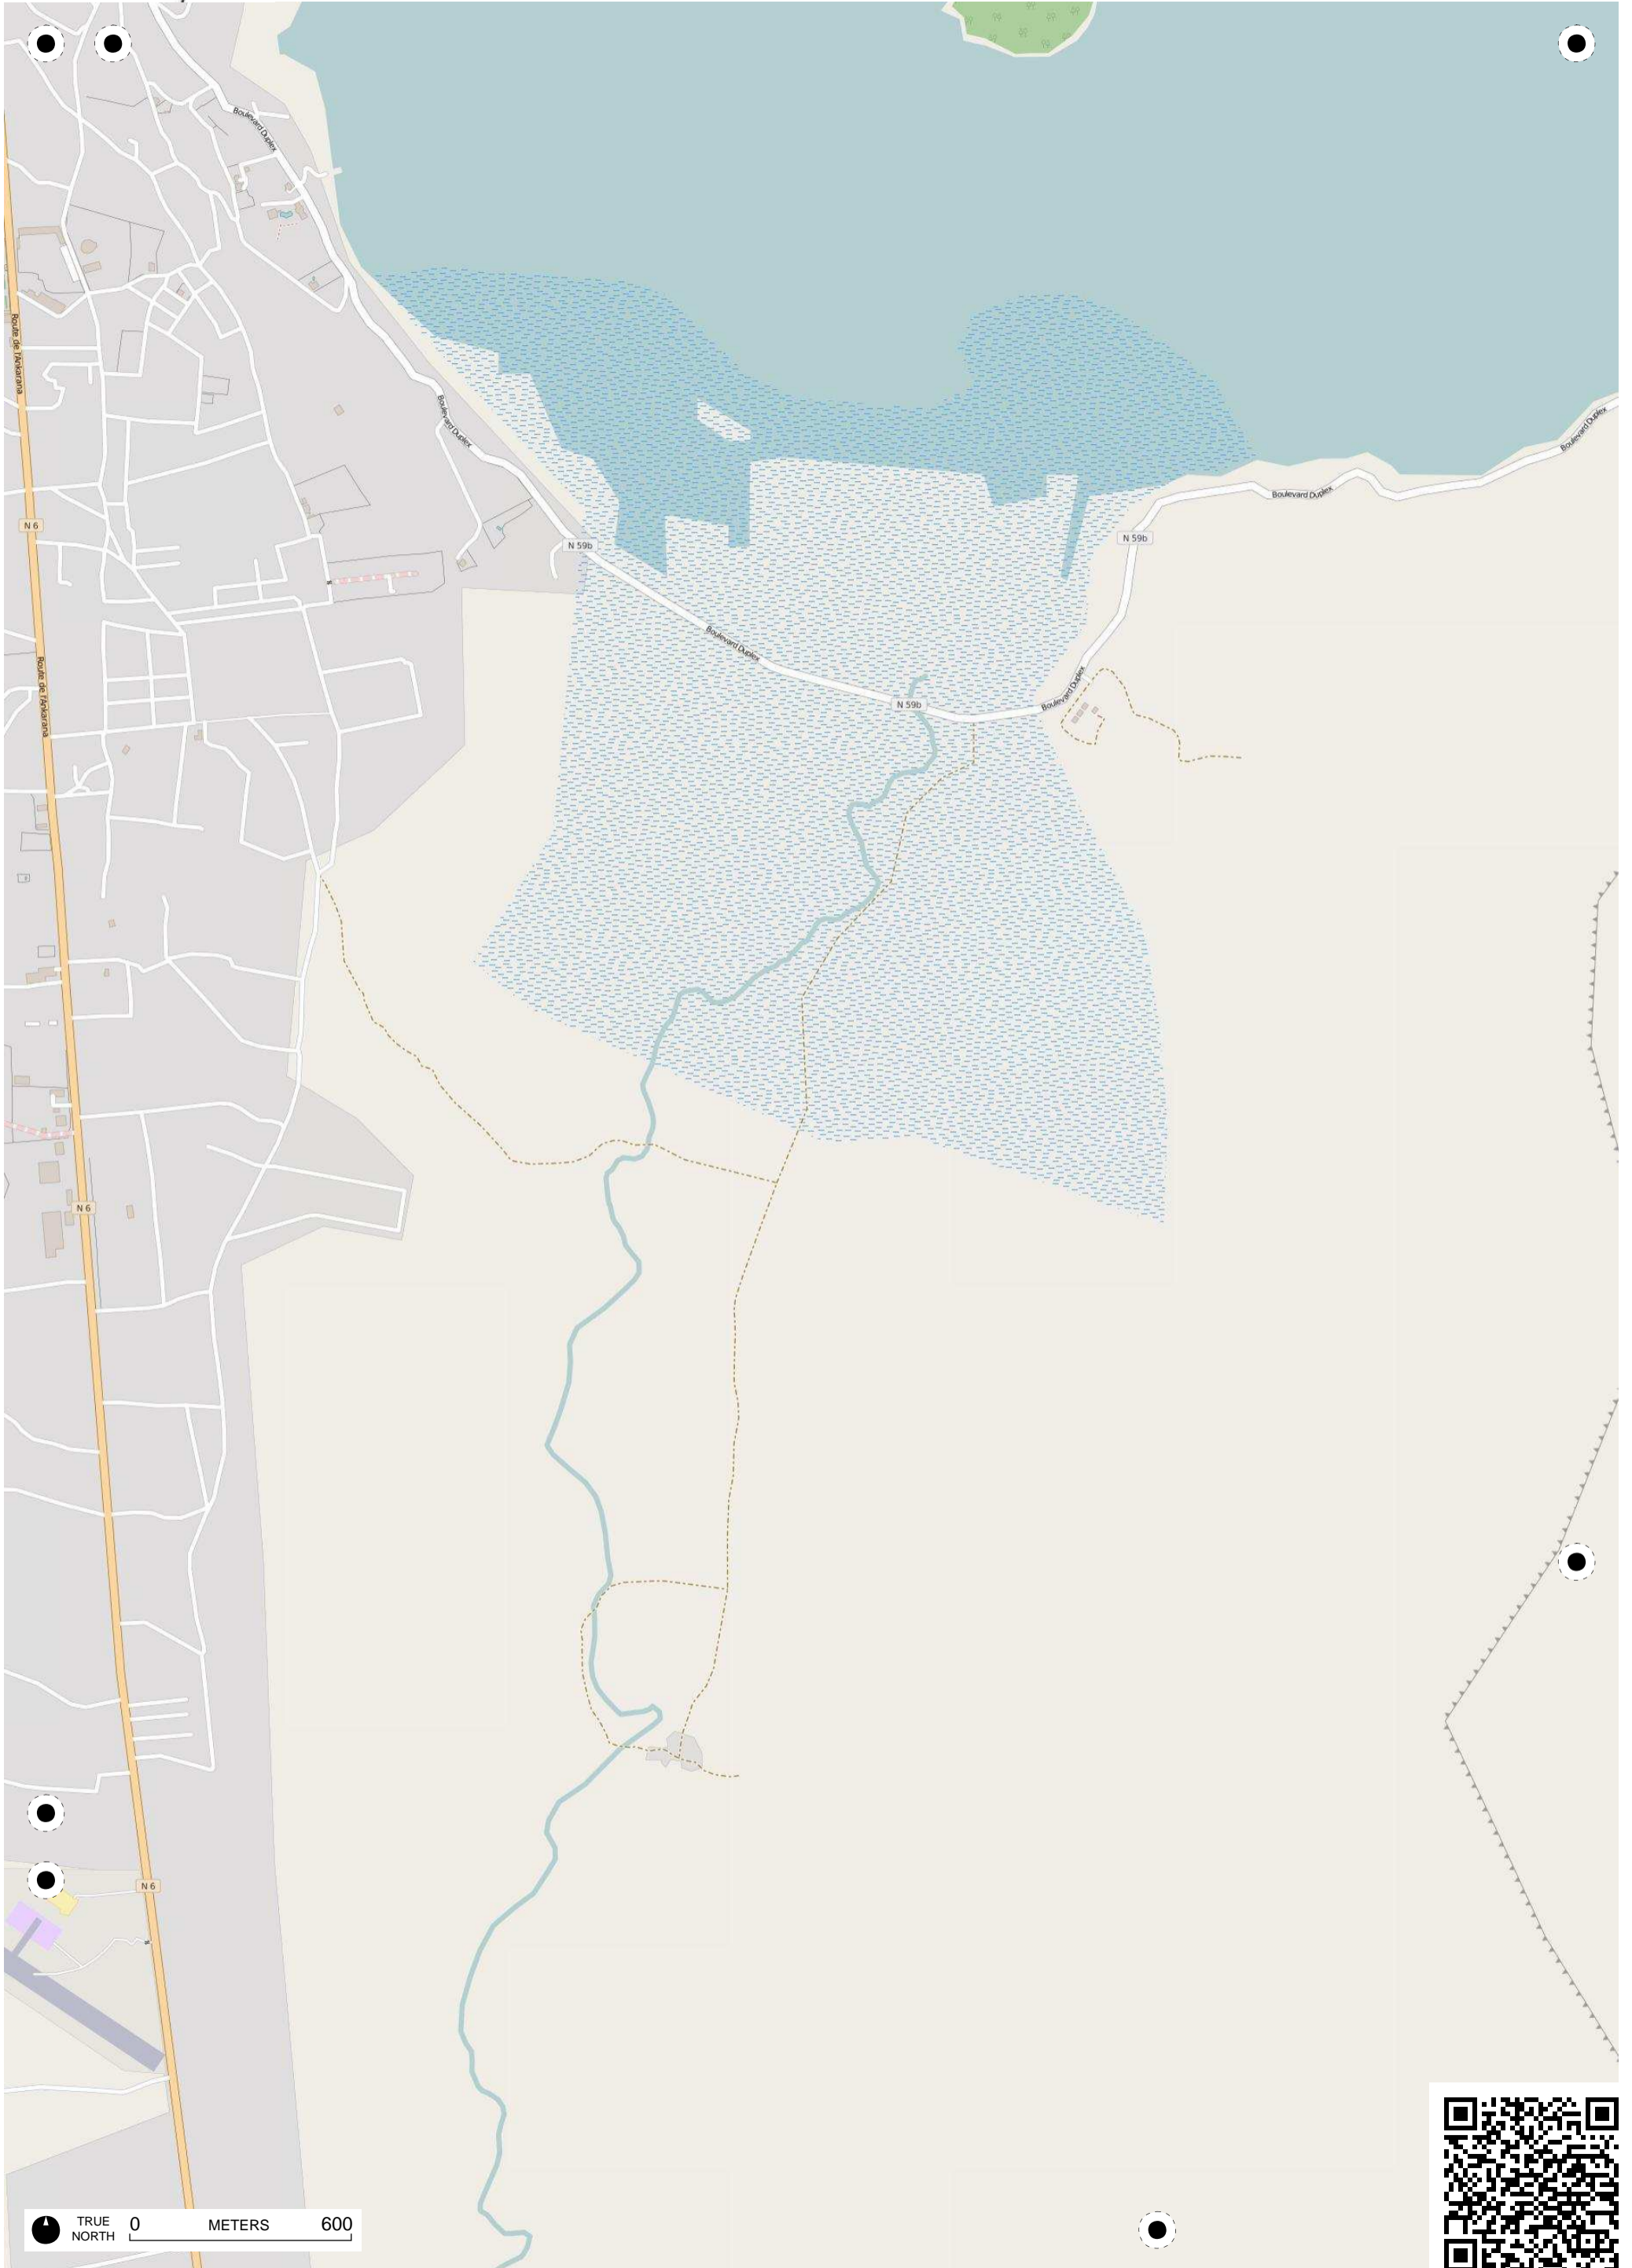 Boulevard Duplex
Route de l'Ankarana
Boulevard Duplex
Boulevard Duplex
Boulevard Duplex
N 6
N 59b
N 59b
Boulevard Duplex
Route de l'Ankarana
Boulevard Duplex
N 59b
N 6
N 6
TRUE
NORTH
0 METERS 600